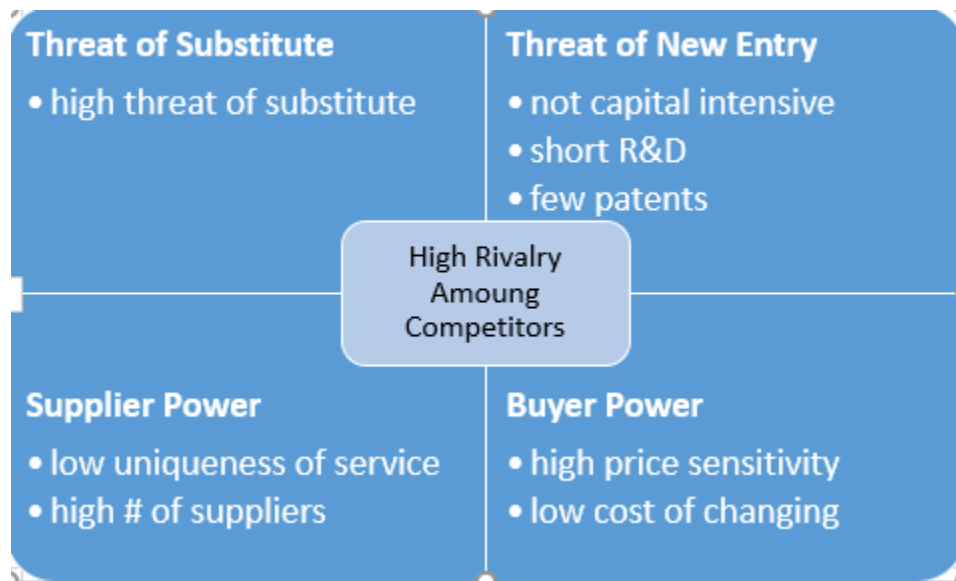 Threat of Substitute
• high threat of substitute
Threat of New Entry
• not capital intensive
• short R&D
• few patents
High Rivalry
Amoung
Competitors
Supplier Power
• low uniqueness of service
• high # of suppliers
Buyer Power
• high price sensitivity
• low cost of changing